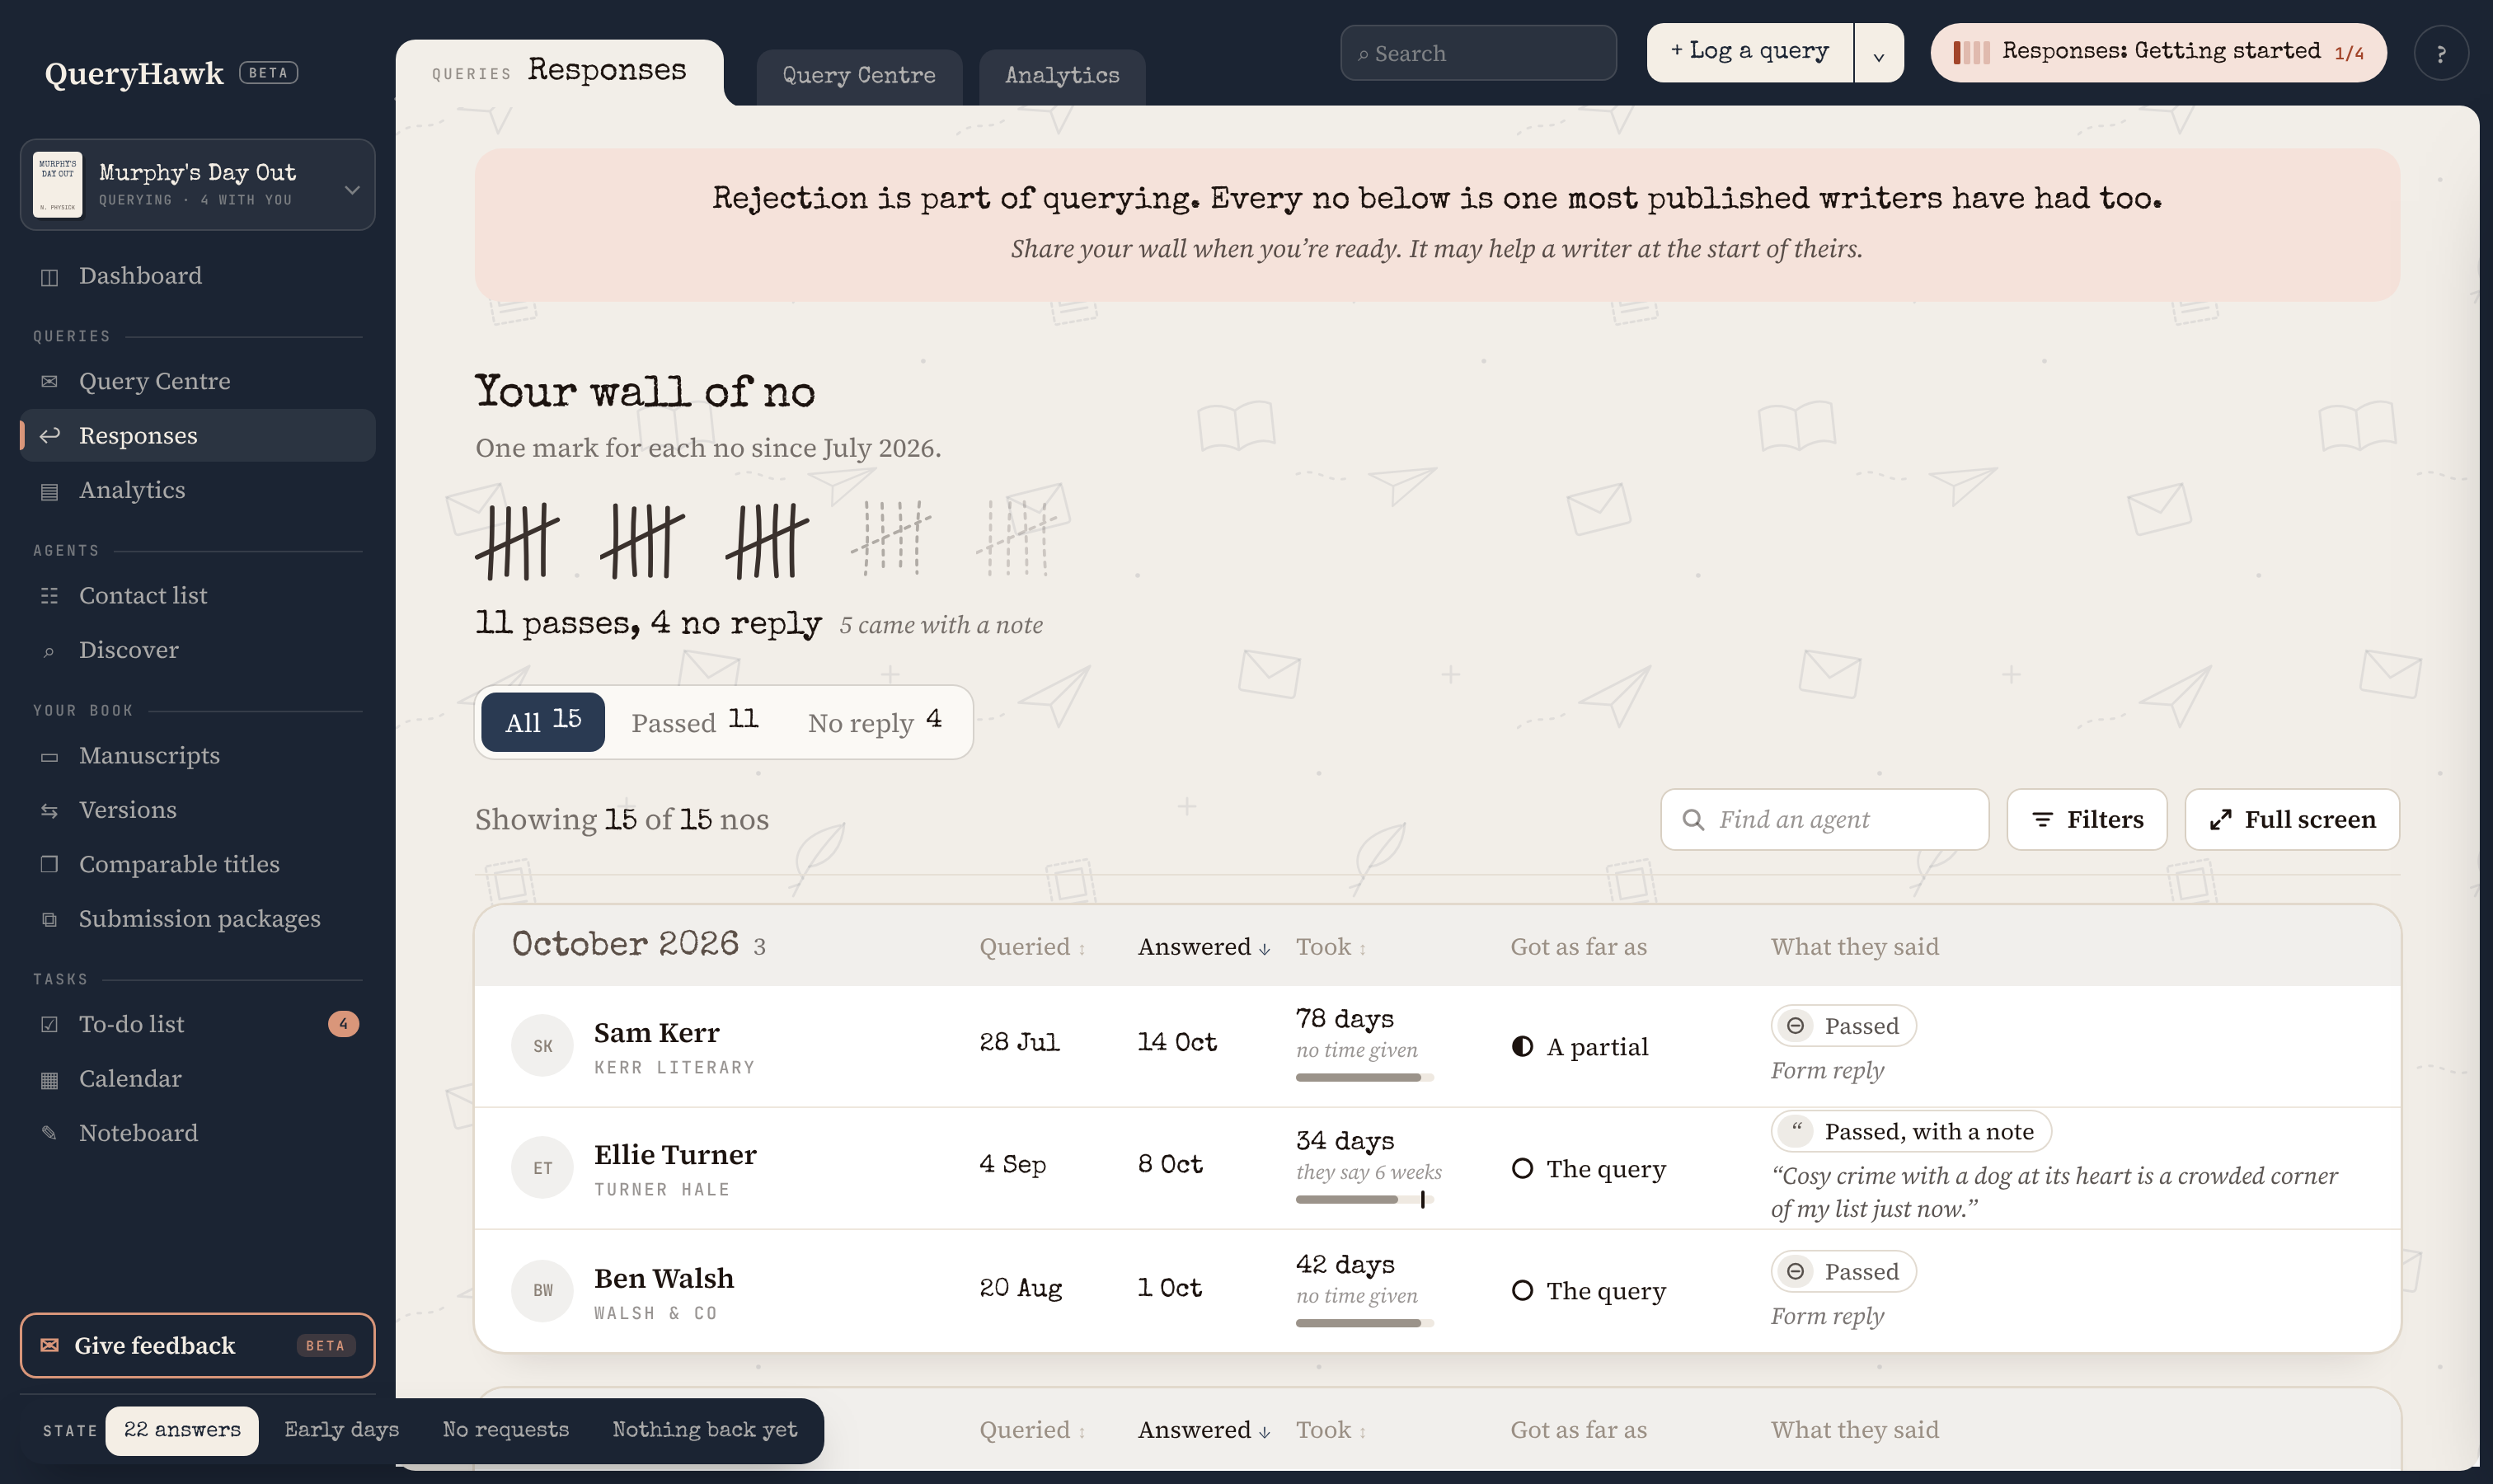 QueryHawk BETA
MURPHY'S DAY OUT N. PHYSICK
Murphy's Day Out
QUERYING · 4 WITH YOU
Dashboard
QUERIES
Query Centre
Responses
Analytics
AGENTS
Contact list
Discover
YOUR BOOK
Manuscripts
Versions
Comparable titles
Submission packages
TASKS
To-do list 4
Calendar
Noteboard
Give feedback BETA
STATE 22 answers Early days No requests Nothing back yet
QUERIES Responses Query Centre Analytics
Search
+ Log a query
Responses: Getting started 1/4
?
Rejection is part of querying. Every no below is one most published writers have had too.
Share your wall when you’re ready. It may help a writer at the start of theirs.
Your wall of no
One mark for each no since July 2026.
11 passes, 4 no reply 5 came with a note
All 15 Passed 11 No reply 4
Showing 15 of 15 nos
Find an agent
Filters
Full screen
October 2026 3 Queried ↕ Answered ↓ Took ↕ Got as far as What they said
SK Sam Kerr
KERR LITERARY
28 Jul 14 Oct
78 days
no time given
A partial
Passed
Form reply
ET Ellie Turner
TURNER HALE
4 Sep 8 Oct
34 days
they say 6 weeks
The query
“ Passed, with a note
“Cosy crime with a dog at its heart is a crowded corner
of my list just now.”
BW Ben Walsh
WALSH & CO
20 Aug 1 Oct
42 days
no time given
The query
Passed
Form reply
Queried ↕ Answered ↓ Took ↕ Got as far as What they said